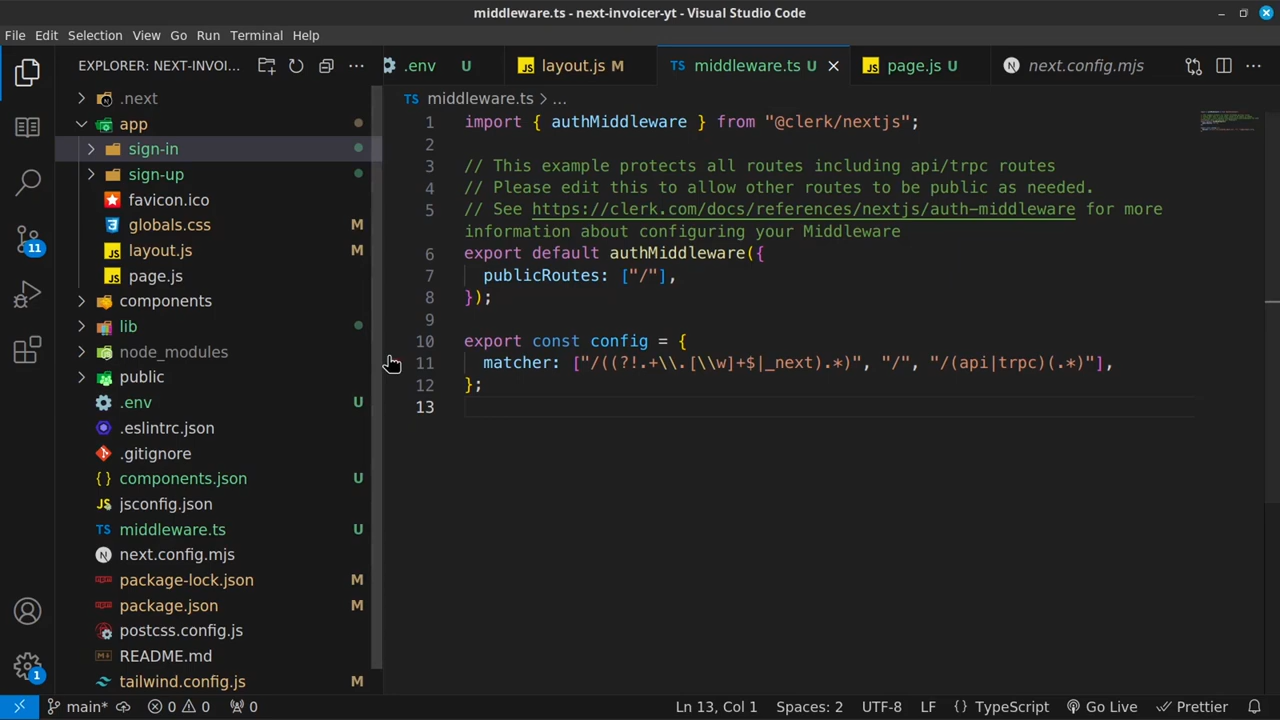 middleware.ts - next-invoicer-yt - Visual Studio Code
File Edit Selection View Go Run Terminal Help
EXPLORER: NEXT-INVOI...
.env U
layout.js M
middleware.ts U
page.js U
next.config.mjs
middleware.ts > ...
.next
app
sign-in
sign-up
favicon.ico
globals.css M
layout.js M
page.js
components
lib
node_modules
public
.env U
.eslintrc.json
.gitignore
components.json U
jsconfig.json
middleware.ts U
next.config.mjs
package-lock.json M
package.json M
postcss.config.js
README.md
tailwind.config.js M
11
1
1 import { authMiddleware } from "@clerk/nextjs";
2
3 // This example protects all routes including api/trpc routes
4 // Please edit this to allow other routes to be public as needed.
5 // See https://clerk.com/docs/references/nextjs/auth-middleware for more
information about configuring your Middleware
6 export default authMiddleware({
7 publicRoutes: ["/"],
8 });
9
10 export const config = {
11 matcher: ["/((?!.+\\.[\\w]+$|_next).*)", "/", "/(api|trpc)(.*)"],
12 };
13
main* 0 0 0 Ln 13, Col 1 Spaces: 2 UTF-8 LF {} TypeScript Go Live Prettier